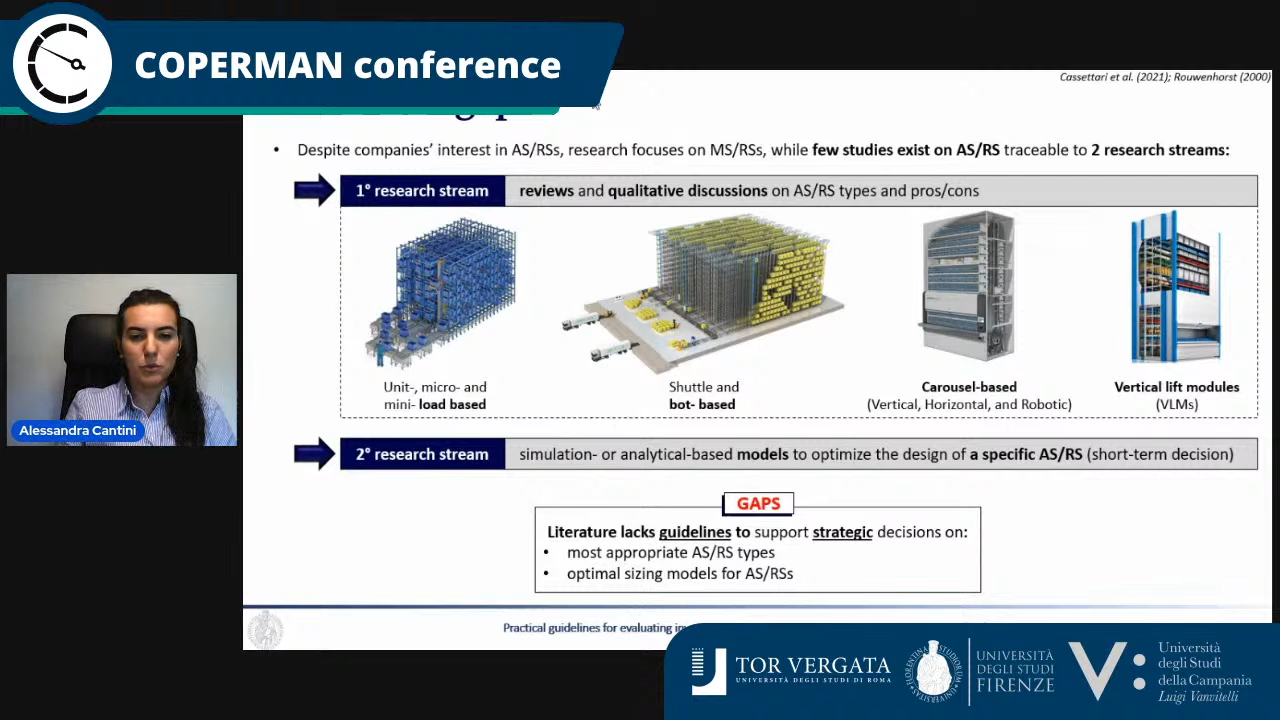 COPERMAN conference
Cassettari et al. (2021); Rouwenhorst (2000)
• Despite companies’ interest in AS/RSs, research focuses on MS/RSs, while few studies exist on AS/RS traceable to 2 research streams:
1° research stream reviews and qualitative discussions on AS/RS types and pros/cons
Unit-, micro- and
mini- load based
Shuttle and
bot- based
Carousel-based
(Vertical, Horizontal, and Robotic)
Vertical lift modules
(VLMs)
Alessandra Cantini
2° research stream simulation- or analytical-based models to optimize the design of a specific AS/RS (short-term decision)
GAPS
Literature lacks guidelines to support strategic decisions on:
• most appropriate AS/RS types
• optimal sizing models for AS/RSs
Practical guidelines for evaluating
TOR VERGATA
UNIVERSITÀ DEGLI STUDI DI ROMA
UNIVERSITÀ
DEGLI STUDI
FIRENZE
V:
Università
degli Studi
della Campania
Luigi Vanvitelli